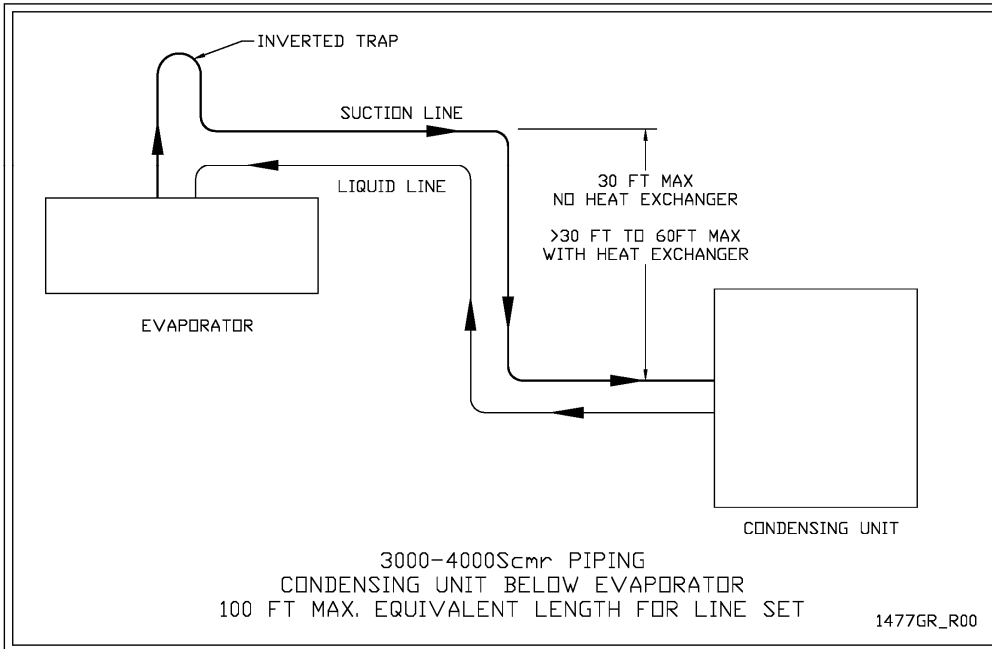 INVERTED TRAP
SUCTION LINE
LIQUID LINE
30 FT MAX
NO HEAT EXCHANGER
>30 FT TO 60FT MAX
WITH HEAT EXCHANGER
EVAPORATOR
CONDENSING UNIT
3000-4000Scmr PIPING
CONDENSING UNIT BELOW EVAPORATOR
100 FT MAX. EQUIVALENT LENGTH FOR LINE SET
1477GR_R00